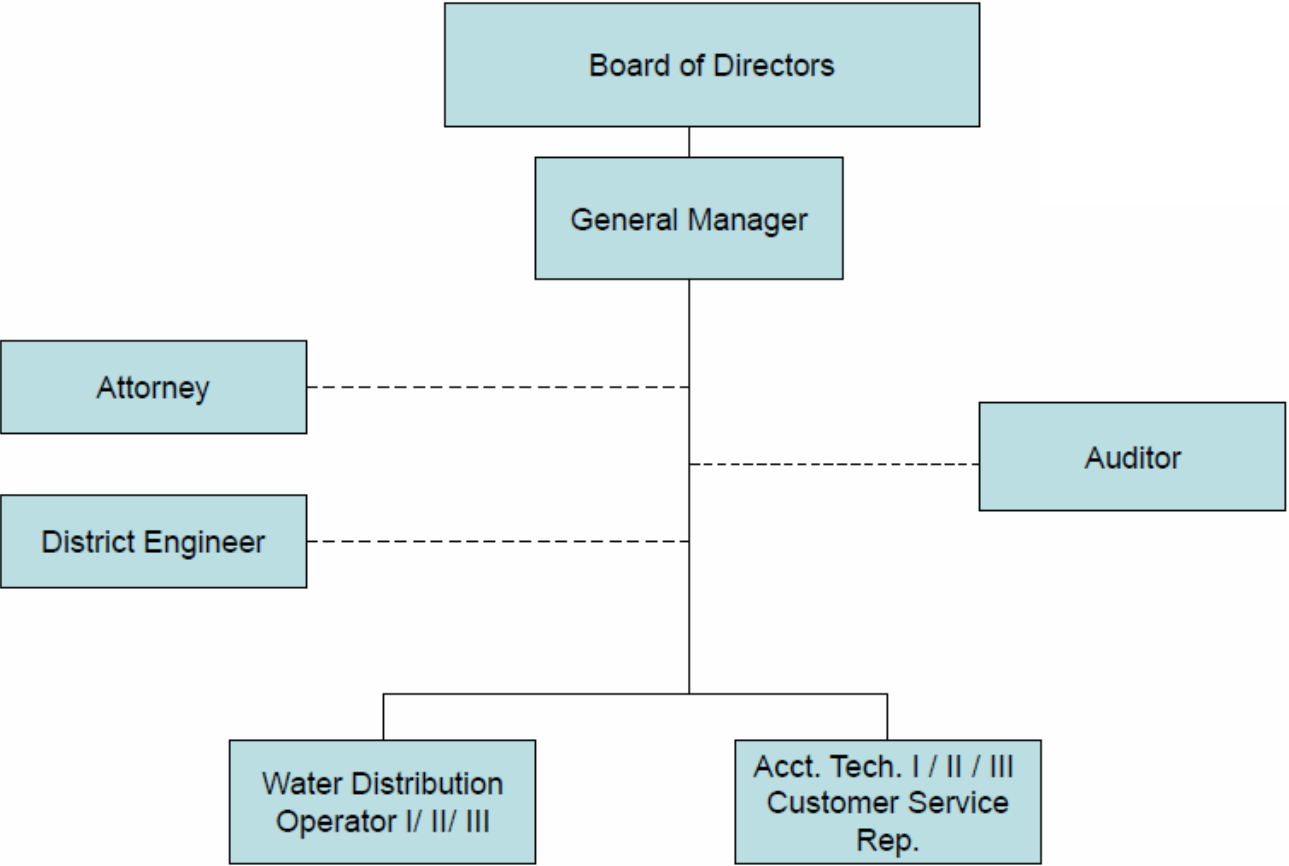 Board of Directors
General Manager
Attorney
Auditor
District Engineer
Water Distribution
Operator I/ II/ III
Acct. Tech. I / II / III
Customer Service
Rep.